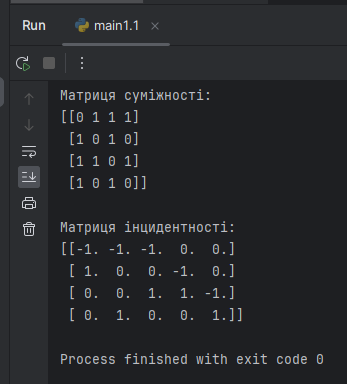 Run main1.1
Матриця суміжності:
[[0 1 1 1]
 [1 0 1 0]
 [1 1 0 1]
 [1 0 1 0]]
Матриця інцидентності:
[[-1. -1. -1.  0.  0.]
 [ 1.  0.  0. -1.  0.]
 [ 0.  0.  1.  1. -1.]
 [ 0.  1.  0.  0.  1.]]
Process finished with exit code 0